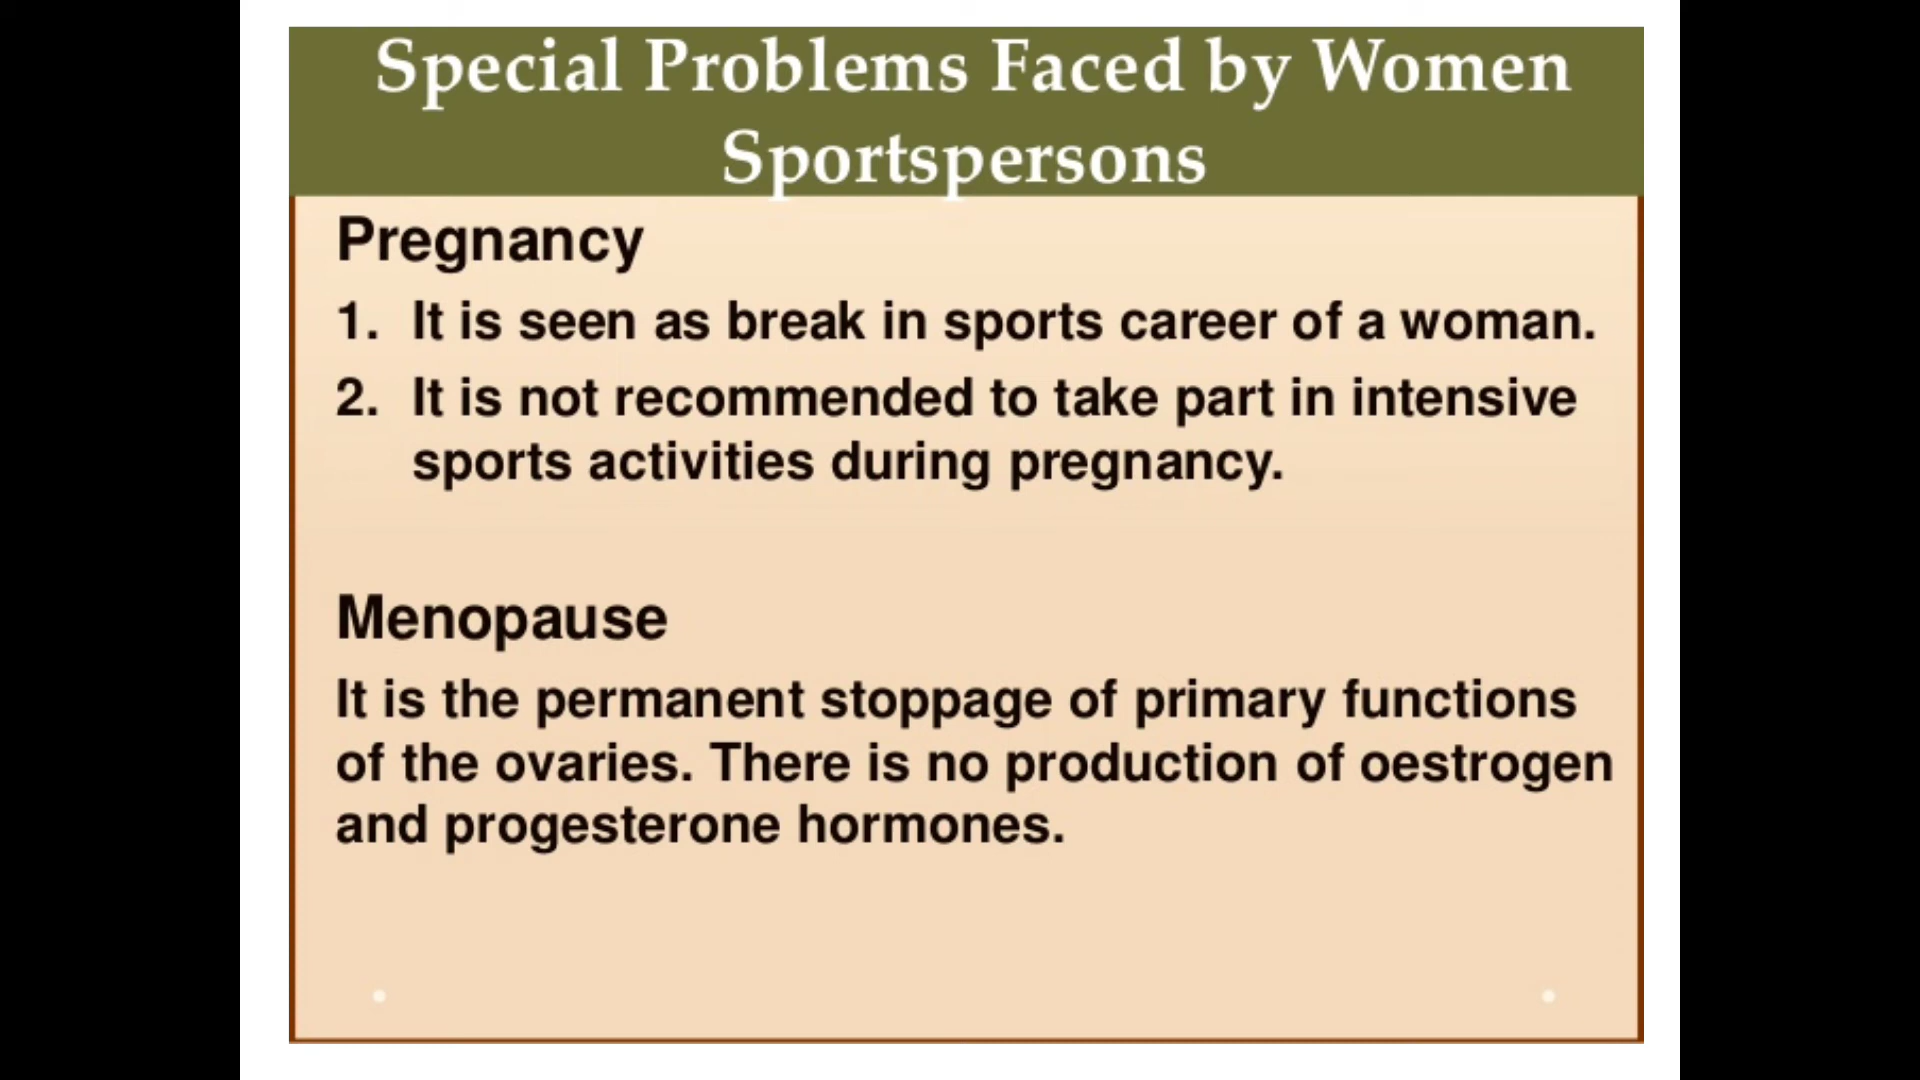 Special Problems Faced by Women
Sportspersons
Pregnancy
1. It is seen as break in sports career of a woman.
2. It is not recommended to take part in intensive
sports activities during pregnancy.
Menopause
It is the permanent stoppage of primary functions
of the ovaries. There is no production of oestrogen
and progesterone hormones.